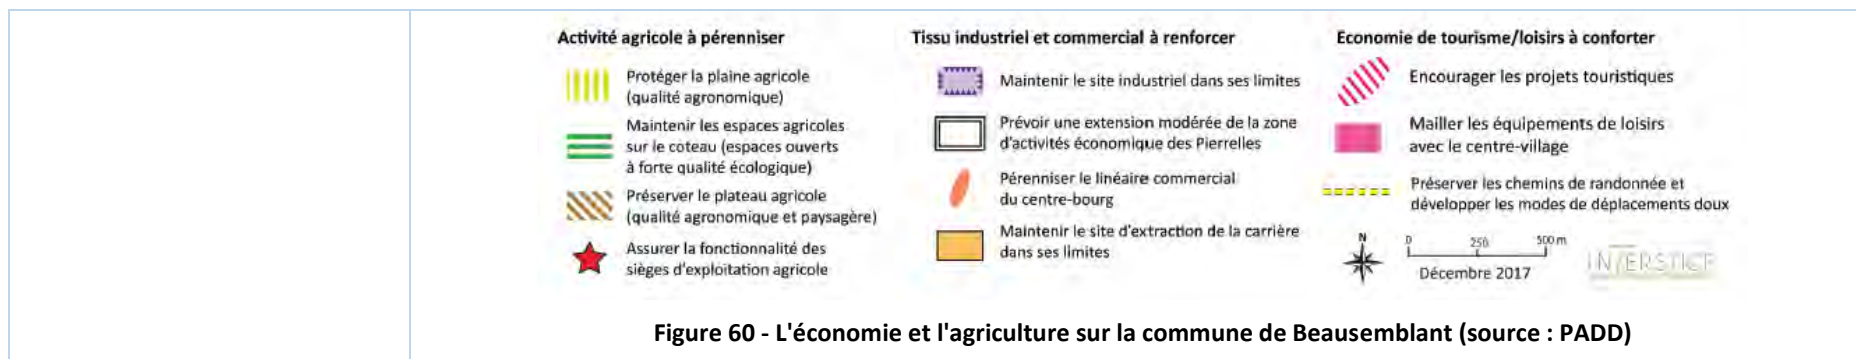 Activité agricole à pérenniser
Protéger la plaine agricole
(qualité agronomique)
Maintenir les espaces agricoles
sur le coteau (espaces ouverts
à forte qualité écologique)
Préserver le plateau agricole
(qualité agronomique et paysagère)
Assurer la fonctionnalité des
sièges d'exploitation agricole
Tissu industriel et commercial à renforcer
Maintenir le site industriel dans ses limites
Prévoir une extension modérée de la zone
d'activités économique des Pierrelles
Pérenniser le linéaire commercial
du centre-bourg
Maintenir le site d'extraction de la carrière
dans ses limites
Economie de tourisme/loisirs à conforter
Encourager les projets touristiques
Mailler les équipements de loisirs
avec le centre-village
Préserver les chemins de randonnée et
développer les modes de déplacements doux
N
0 250 500 m
Décembre 2017
INTERSTICE
Figure 60 - L'économie et l'agriculture sur la commune de Beausemblant (source : PADD)